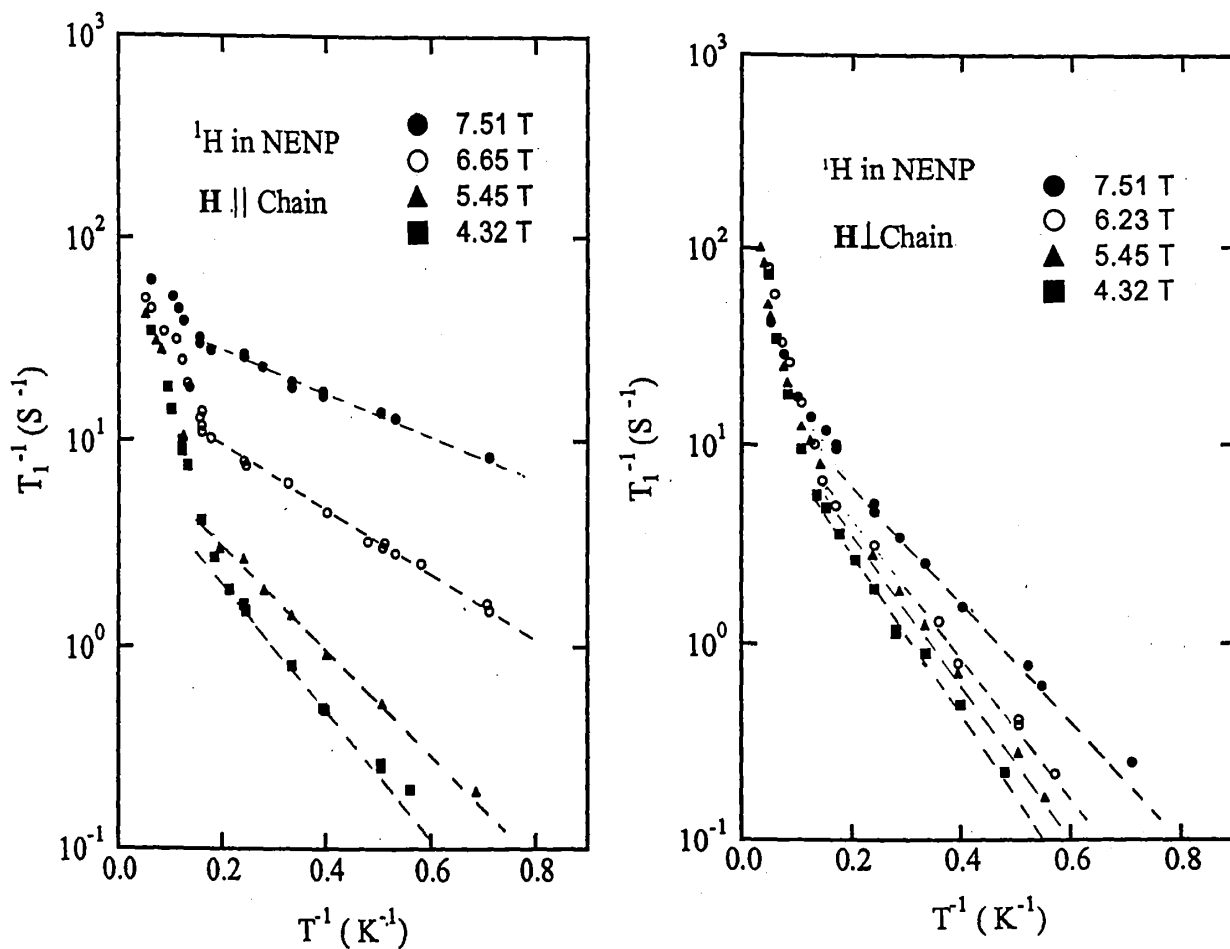 10³
¹H in NENP
H || Chain
7.51 T
6.65 T
5.45 T
4.32 T
10²
10¹
10⁰
10⁻¹
T₁⁻¹ (S⁻¹)
0.0 0.2 0.4 0.6 0.8
T⁻¹ (K⁻¹)
10³
¹H in NENP
H⊥Chain
7.51 T
6.23 T
5.45 T
4.32 T
10²
10¹
10⁰
10⁻¹
T₁⁻¹ (S⁻¹)
0.0 0.2 0.4 0.6 0.8
T⁻¹ (K⁻¹)